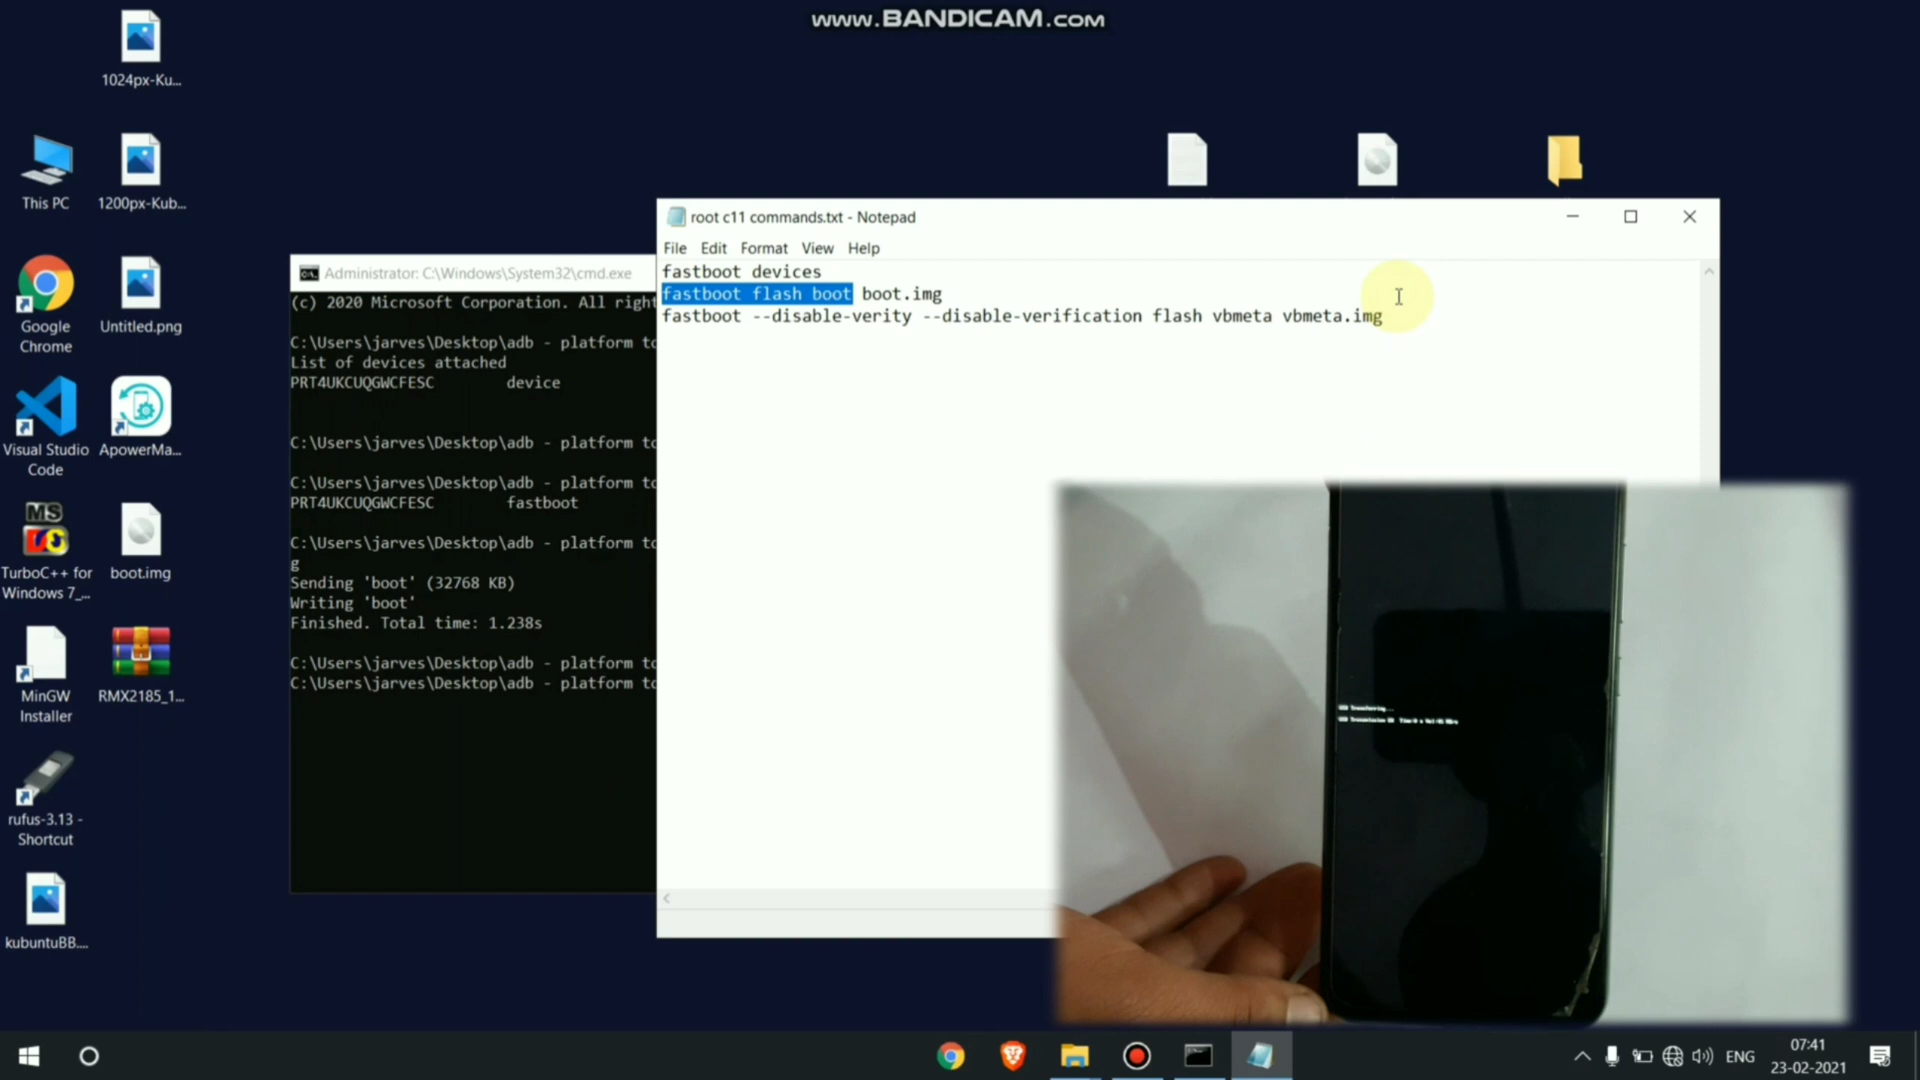 www.BANDICAM.com
1024px-Ku...
This PC
1200px-Kub...
Google
Chrome
Untitled.png
Visual Studio
Code
ApowerMa...
MS
DOS
TurboC++ for
Windows 7_...
boot.img
MinGW
Installer
RMX2185_1...
rufus-3.13 -
Shortcut
kubuntuBB....
Administrator: C:\Windows\System32\cmd.exe
(c) 2020 Microsoft Corporation. All right
C:\Users\jarves\Desktop\adb - platform to
List of devices attached
PRT4UKCUQGWCFESC device
C:\Users\jarves\Desktop\adb - platform to
C:\Users\jarves\Desktop\adb - platform to
PRT4UKCUQGWCFESC fastboot
C:\Users\jarves\Desktop\adb - platform to
g
Sending 'boot' (32768 KB)
Writing 'boot'
Finished. Total time: 1.238s
C:\Users\jarves\Desktop\adb - platform to
C:\Users\jarves\Desktop\adb - platform to
root c11 commands.txt - Notepad
File Edit Format View Help
fastboot devices
fastboot flash boot boot.img
fastboot --disable-verity --disable-verification flash vbmeta vbmeta.img
USB Transferring...
ENG
07:41
23-02-2021